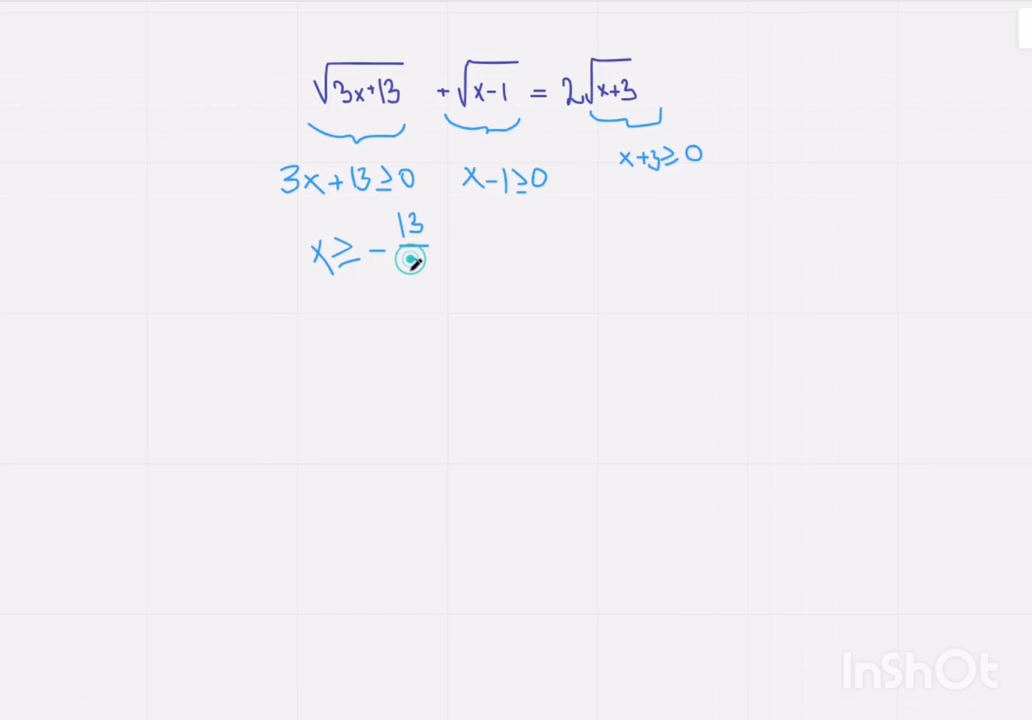 √3x+13 + √x-1 = 2√x+3
3x+13≥0 x-1≥0 x+3≥0
x≥-13
InShOt